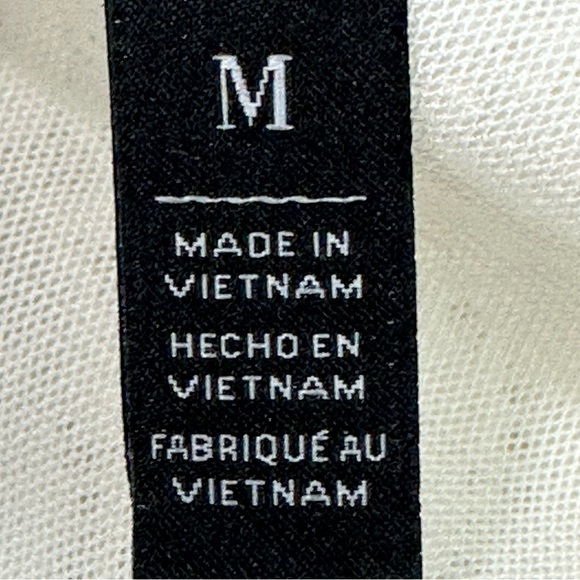 M
MADE IN
VIETNAM
HECHO EN
VIETNAM
FABRIQUÉ AU
VIETNAM